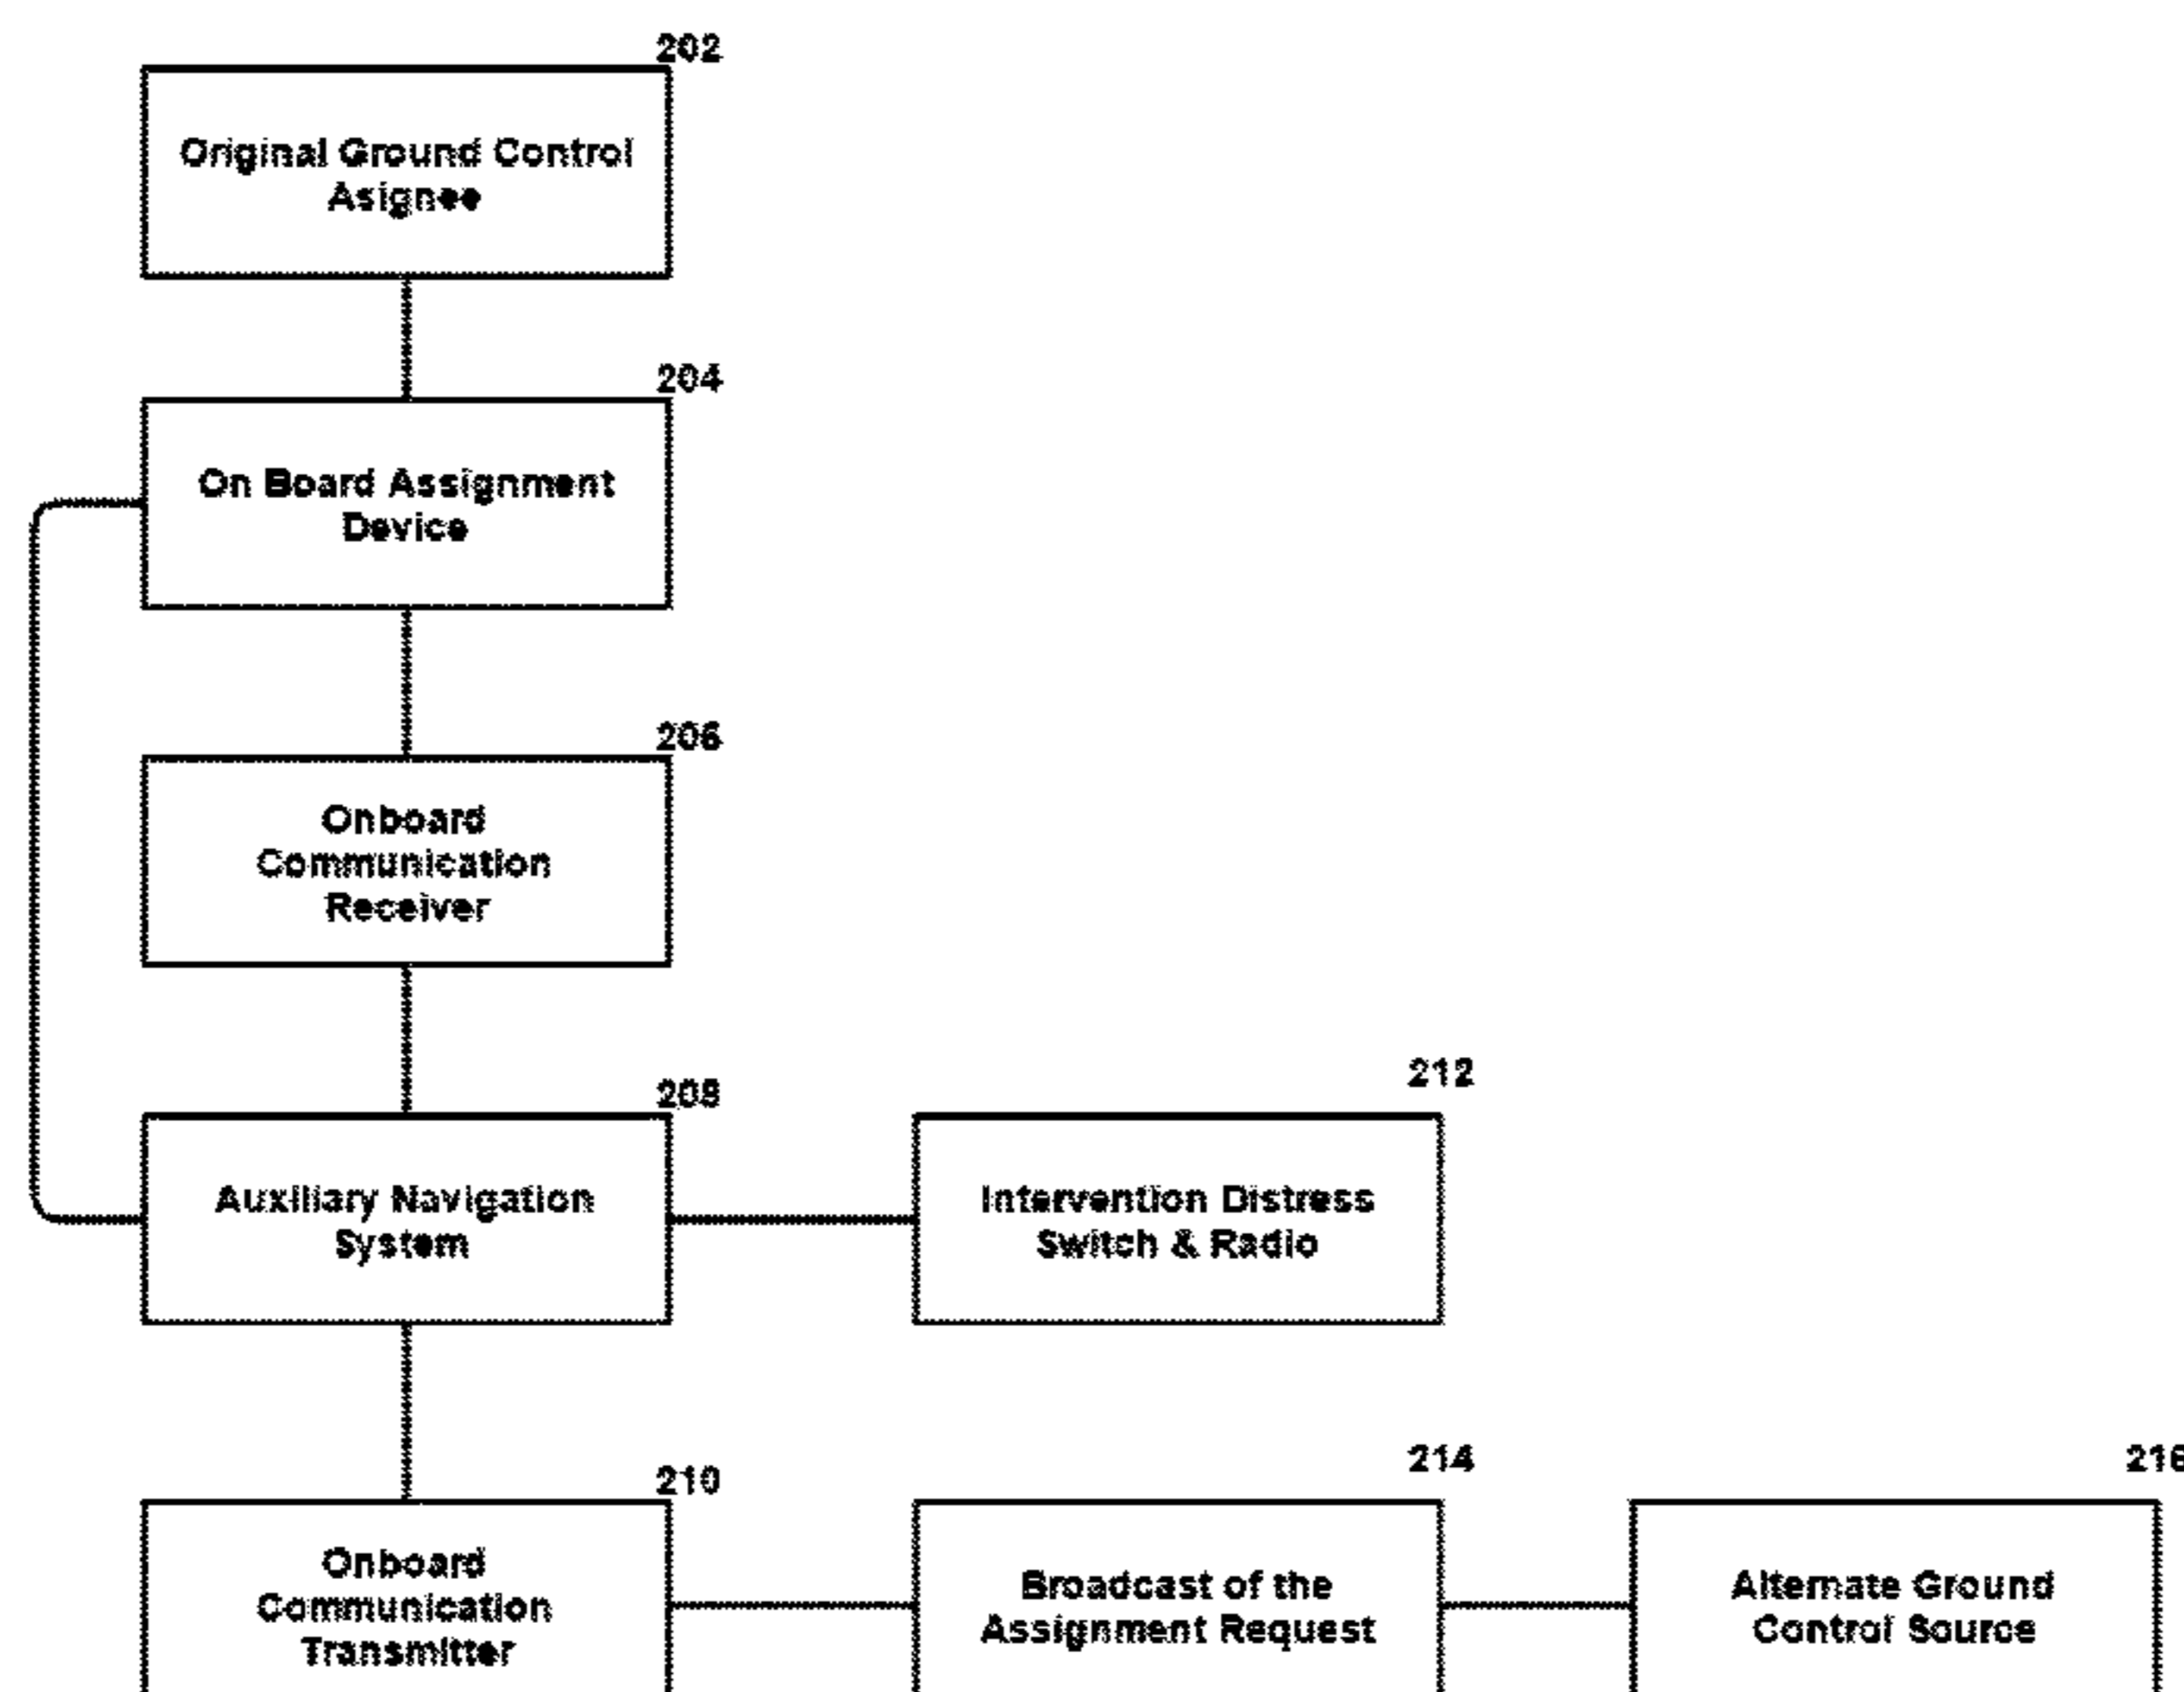 202
Original Ground Control
Asignee
204
On Board Assignment
Device
206
Onboard
Communication
Receiver
208
Auxiliary Navigation
System
212
Intervention Distress
Switch & Radio
210
Onboard
Communication
Transmitter
214
Broadcast of the
Assignment Request
216
Alternate Ground
Control Source